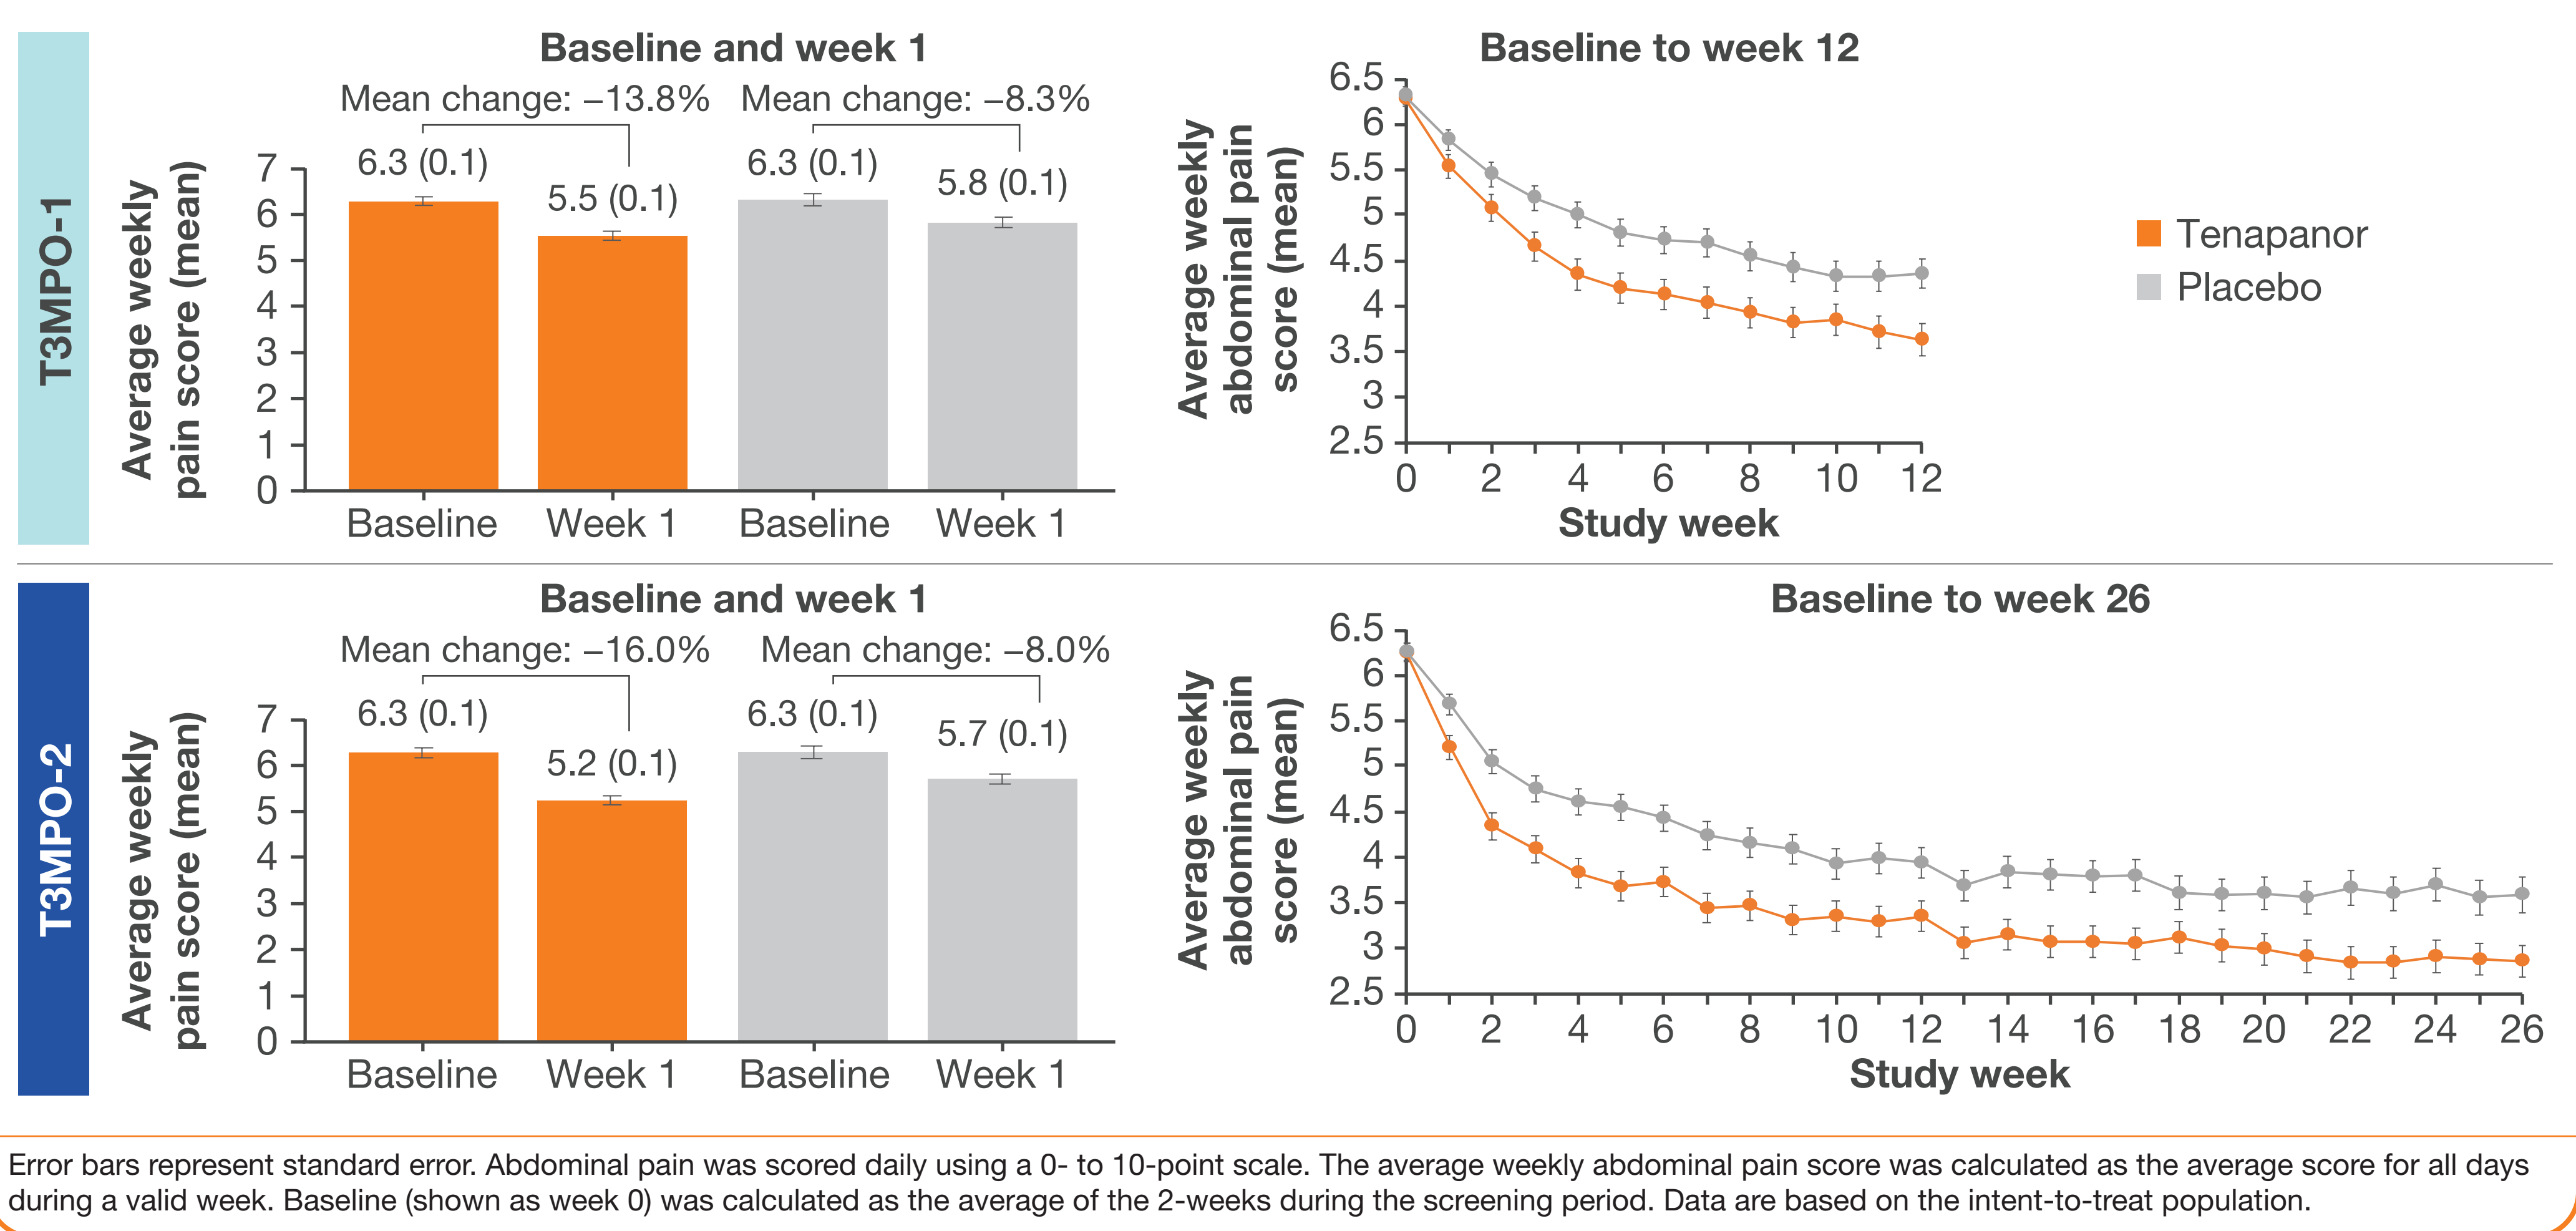 T3MPO-1
Baseline and week 1
Mean change: −13.8%
Mean change: −8.3%
Average weekly
pain score (mean)
7
6
5
4
3
2
1
0
6.3 (0.1)
5.5 (0.1)
6.3 (0.1)
5.8 (0.1)
Baseline
Week 1
Baseline
Week 1
Baseline to week 12
Average weekly
abdominal pain
score (mean)
6.5
6
5.5
5
4.5
4
3.5
3
2.5
0
2
4
6
8
10
12
Study week
Tenapanor
Placebo
T3MPO-2
Baseline and week 1
Mean change: −16.0%
Mean change: −8.0%
Average weekly
pain score (mean)
7
6
5
4
3
2
1
0
6.3 (0.1)
5.2 (0.1)
6.3 (0.1)
5.7 (0.1)
Baseline
Week 1
Baseline
Week 1
Baseline to week 26
Average weekly
abdominal pain
score (mean)
6.5
6
5.5
5
4.5
4
3.5
3
2.5
0
2
4
6
8
10
12
14
16
18
20
22
24
26
Study week
Error bars represent standard error. Abdominal pain was scored daily using a 0- to 10-point scale. The average weekly abdominal pain score was calculated as the average score for all days
during a valid week. Baseline (shown as week 0) was calculated as the average of the 2-weeks during the screening period. Data are based on the intent-to-treat population.